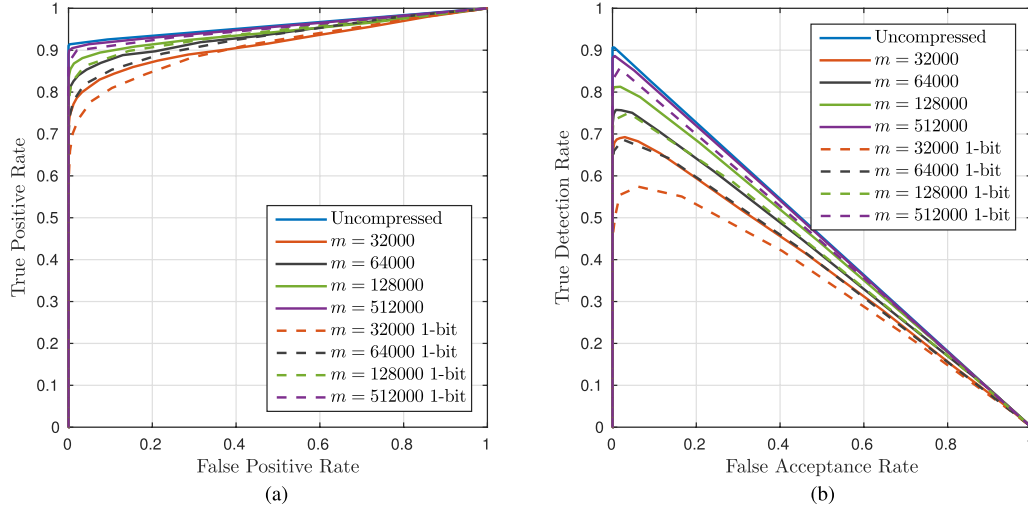 1
0.9
0.8
0.7
0.6
0.5
0.4
0.3
0.2
0.1
0
True Positive Rate
Uncompressed
m = 32000
m = 64000
m = 128000
m = 512000
m = 32000 1-bit
m = 64000 1-bit
m = 128000 1-bit
m = 512000 1-bit
0 0.2 0.4 0.6 0.8 1
False Positive Rate
(a)
1
0.9
0.8
0.7
0.6
0.5
0.4
0.3
0.2
0.1
0
True Detection Rate
Uncompressed
m = 32000
m = 64000
m = 128000
m = 512000
m = 32000 1-bit
m = 64000 1-bit
m = 128000 1-bit
m = 512000 1-bit
0 0.2 0.4 0.6 0.8
False Acceptance Rate
(b)